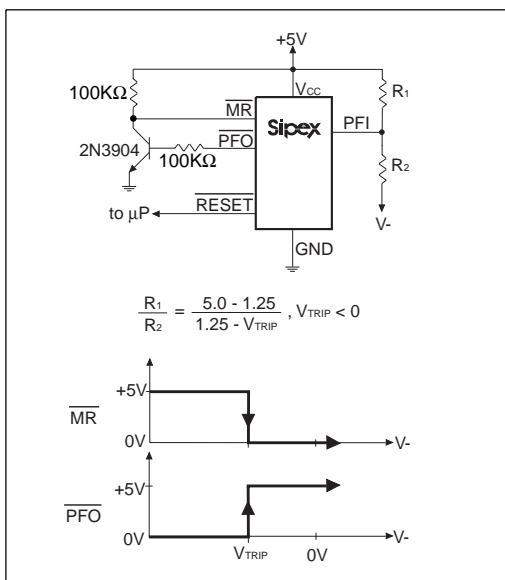 +5V
100KΩ
VCC
R1
MR
Sipex
PFI
PFO
2N3904
100KΩ
R2
RESET
to µP
V-
GND
R1 / R2 = 5.0 - 1.25 / 1.25 - VTRIP , VTRIP < 0
+5V
MR
0V
V-
+5V
PFO
0V
VTRIP
0V
V-